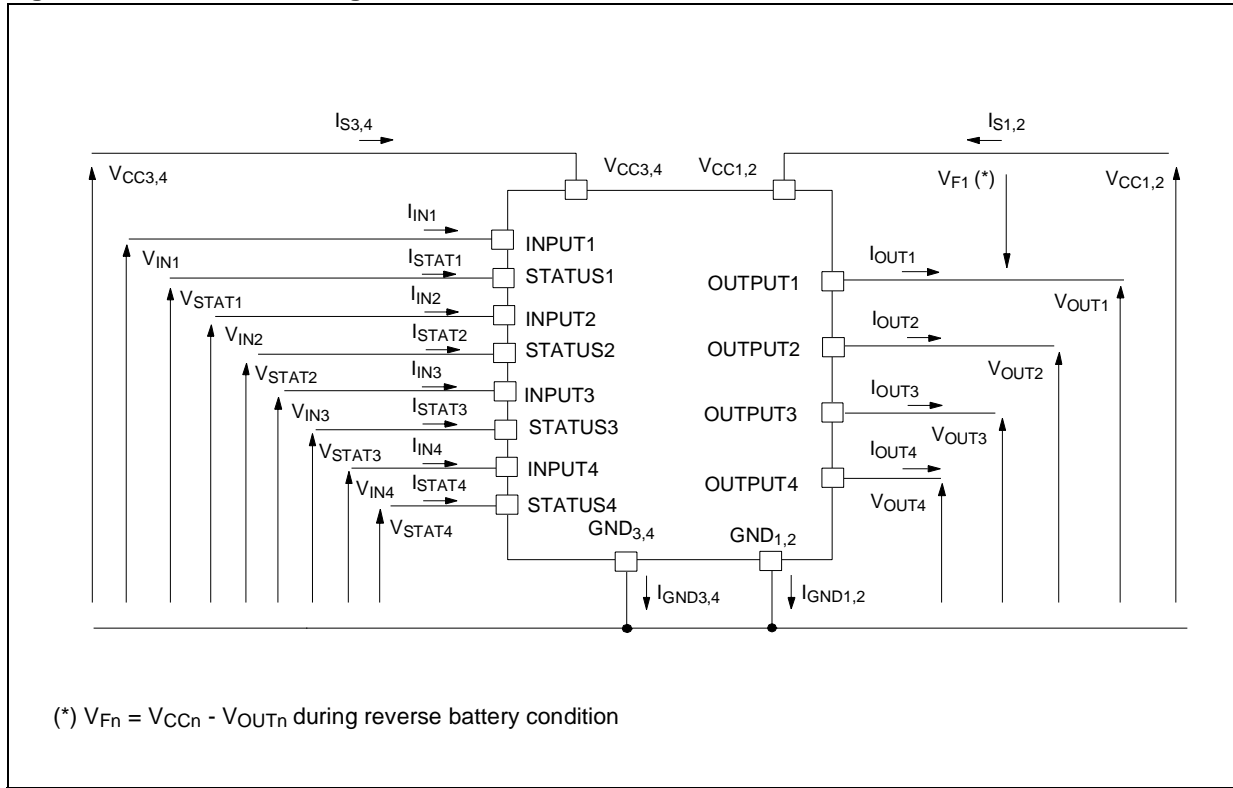 IS3,4
IS1,2
VCC3,4
VCC3,4
VCC1,2
VF1 (*)
VCC1,2
IIN1
INPUT1
VIN1
ISTAT1
STATUS1
OUTPUT1
IOUT1
VSTAT1
VOUT1
IIN2
INPUT2
VIN2
ISTAT2
STATUS2
OUTPUT2
IOUT2
VSTAT2
VOUT2
IIN3
INPUT3
VIN3
ISTAT3
STATUS3
OUTPUT3
IOUT3
VSTAT3
VOUT3
IIN4
INPUT4
VIN4
ISTAT4
STATUS4
OUTPUT4
IOUT4
VSTAT4
VOUT4
GND3,4
GND1,2
IGND3,4
IGND1,2
(*) VFn = VCCn - VOUTn during reverse battery condition